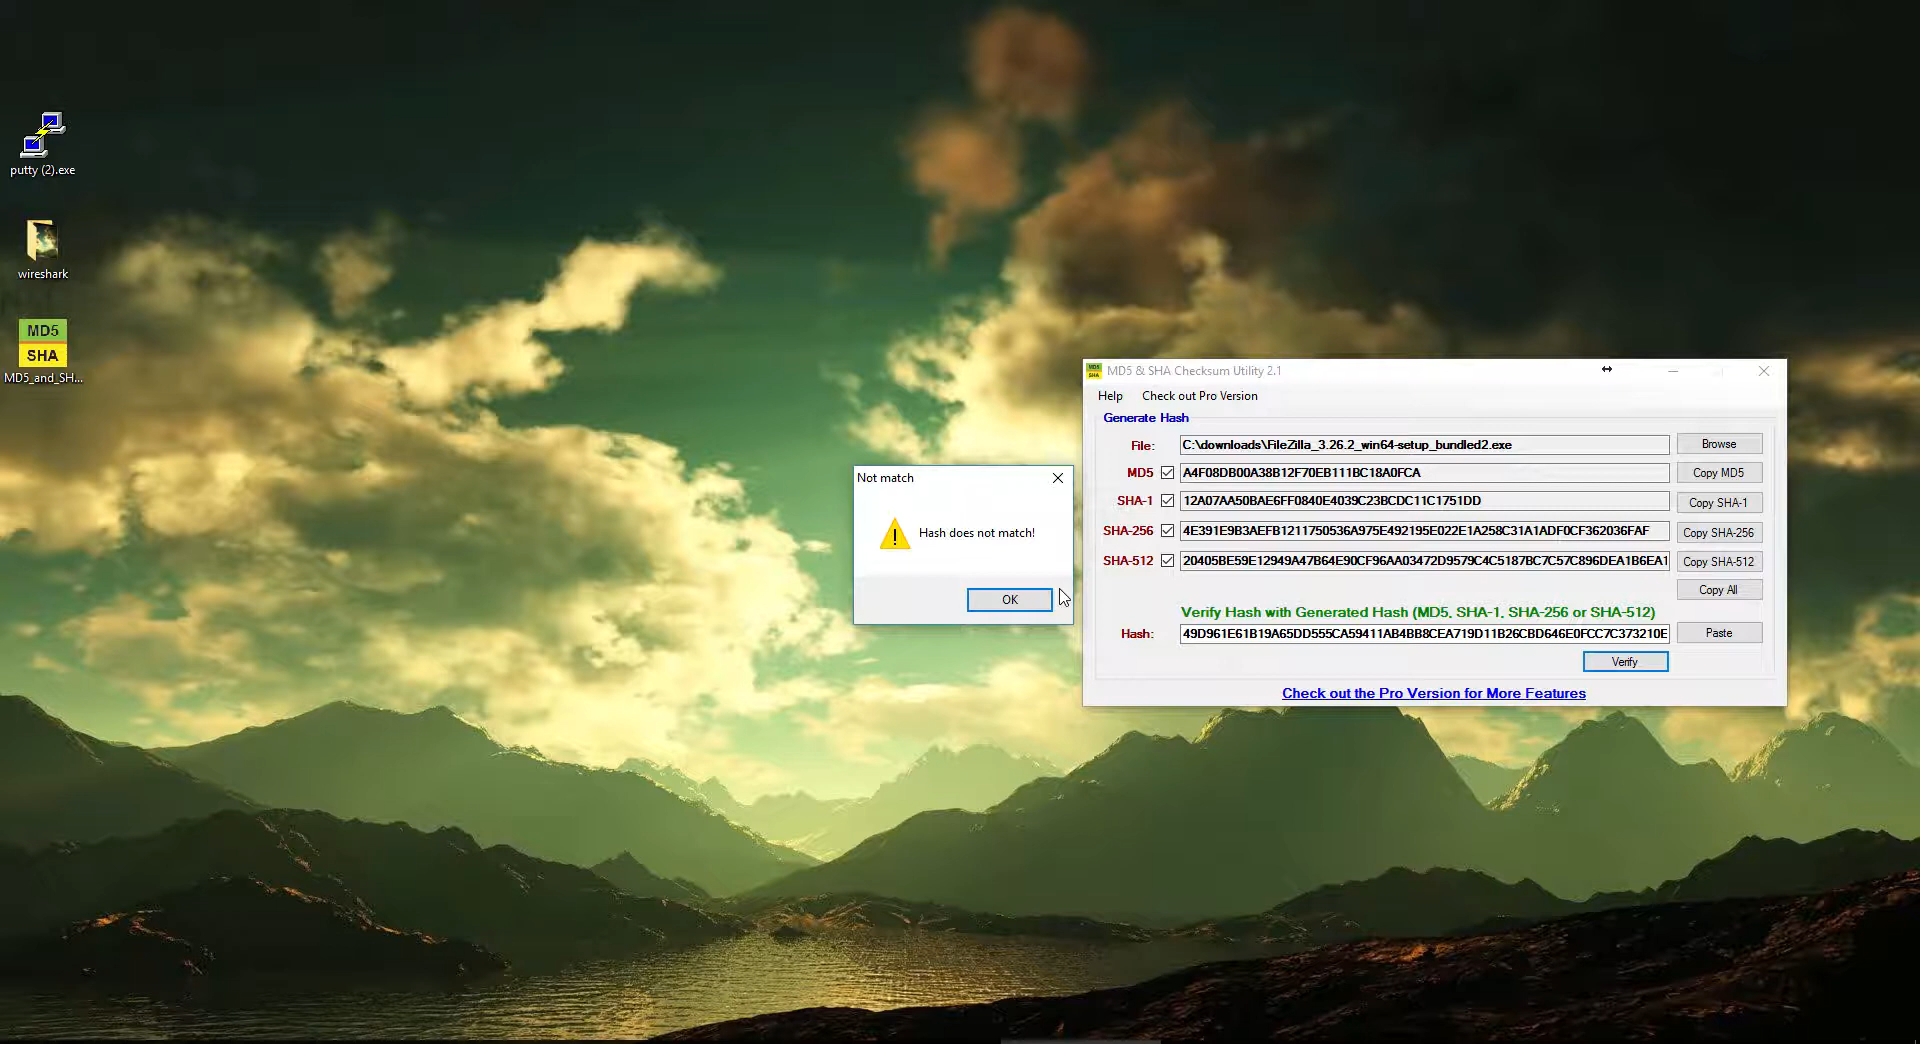 putty (2).exe
wireshark
MD5
SHA
MD5_and_SH...
Not match
Hash does not match!
OK
MD5 & SHA Checksum Utility 2.1
Help Check out Pro Version
Generate Hash
File: C:\downloads\FileZilla_3.26.2_win64-setup_bundled2.exe Browse
MD5 A4F08DB00A38B12F70EB111BC18A0FCA Copy MD5
SHA-1 12A07AA50BAE6FF0840E4039C23BCDC11C1751DD Copy SHA-1
SHA-256 4E391E9B3AEFB1211750536A975E492195E022E1A258C31A1ADF0CF362036FAF Copy SHA-256
SHA-512 20405BE59E12949A47B64E90CF96AA03472D9579C4C5187BC7C57C896DEA1B6EA1 Copy SHA-512
Copy All
Verify Hash with Generated Hash (MD5, SHA-1, SHA-256 or SHA-512)
Hash: 49D961E61B19A65DD555CA59411AB4BB8CEA719D11B26CBD646E0FCC7C373210E Paste
Verify
Check out the Pro Version for More Features